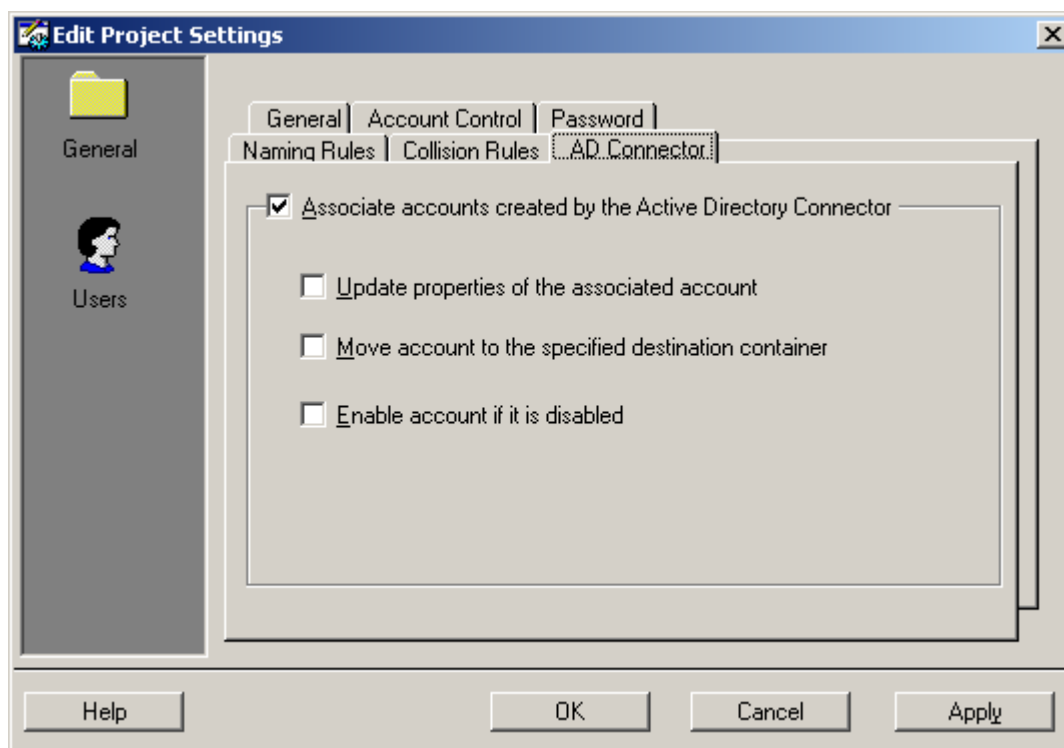 Edit Project Settings
General
Users
General Account Control Password
Naming Rules Collision Rules AD Connector
Associate accounts created by the Active Directory Connector
Update properties of the associated account
Move account to the specified destination container
Enable account if it is disabled
Help OK Cancel Apply